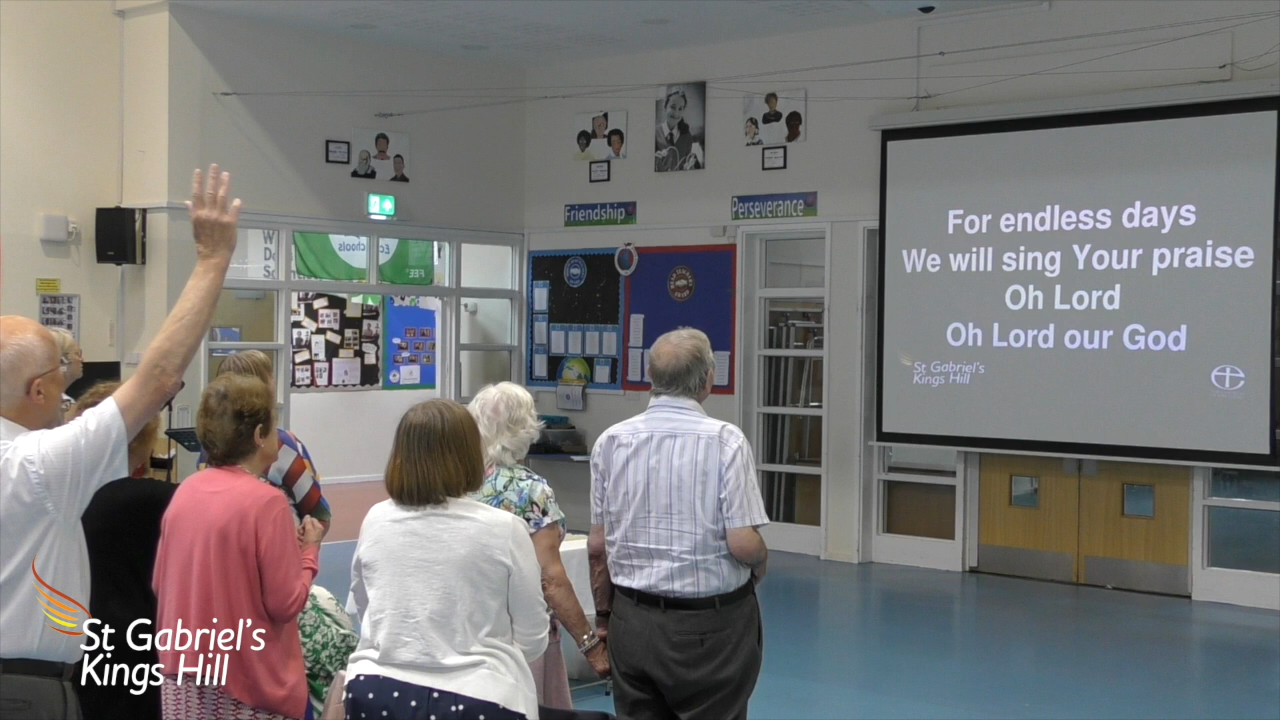 Friendship
Perseverance
For endless days
We will sing Your praise
Oh Lord
Oh Lord our God
St Gabriel's
Kings Hill
St Gabriel's
Kings Hill